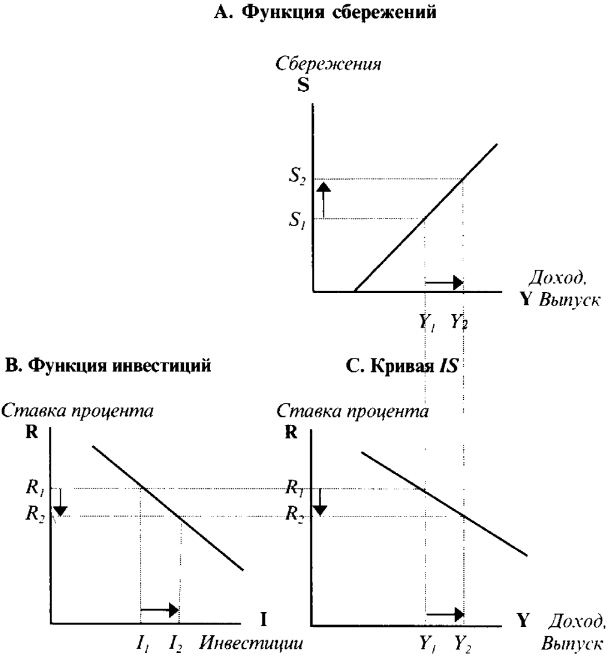 А. Функция сбережений
Сбережения
S
S2
S1
Доход,
Y Выпуск
Y1 Y2
В. Функция инвестиций
С. Кривая IS
Ставка процента
R
R1
R2
I
I1 I2 Инвестиции
Ставка процента
R
R1
R2
Y Доход,
Y1 Y2 Выпуск